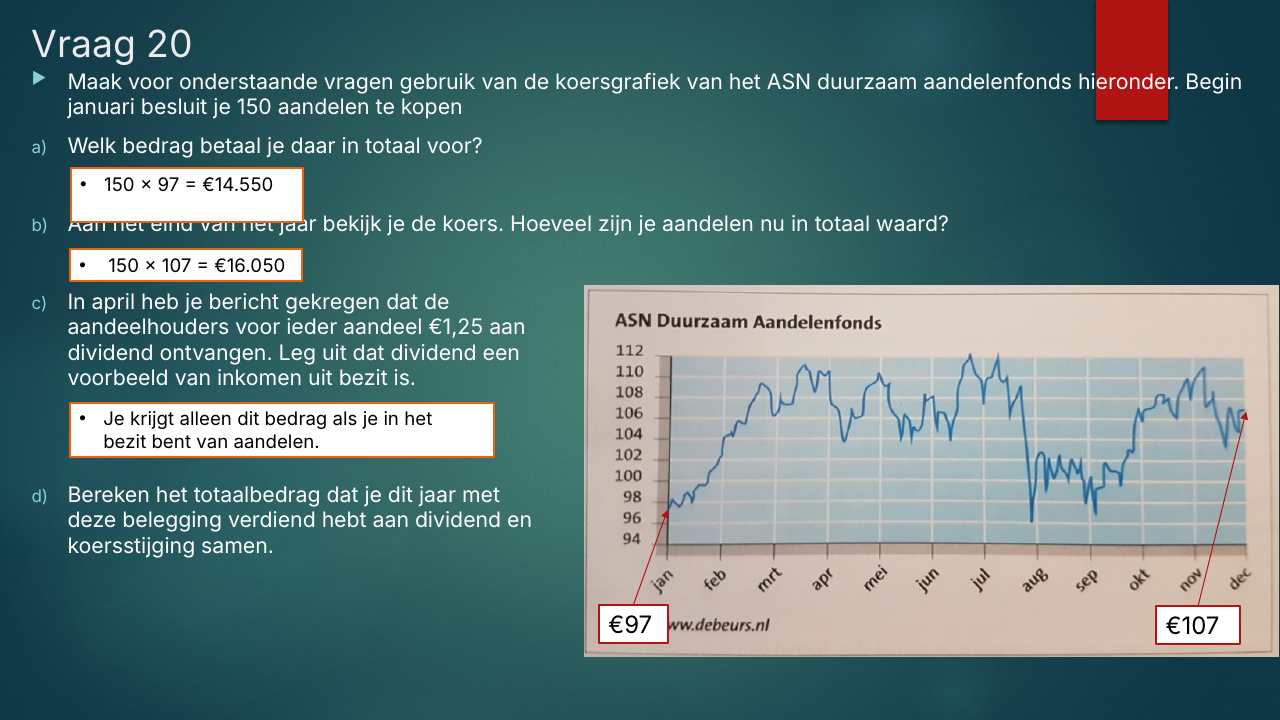 Vraag 20
Maak voor onderstaande vragen gebruik van de koersgrafiek van het ASN duurzaam aandelenfonds hieronder. Begin
januari besluit je 150 aandelen te kopen
a) Welk bedrag betaal je daar in totaal voor?
• 150 × 97 = €14.550
b) Aan het eind van het jaar bekijk je de koers. Hoeveel zijn je aandelen nu in totaal waard?
• 150 × 107 = €16.050
c) In april heb je bericht gekregen dat de
aandeelhouders voor ieder aandeel €1,25 aan
dividend ontvangen. Leg uit dat dividend een
voorbeeld van inkomen uit bezit is.
• Je krijgt alleen dit bedrag als je in het
bezit bent van aandelen.
d) Bereken het totaalbedrag dat je dit jaar met
deze belegging verdiend hebt aan dividend en
koersstijging samen.
ASN Duurzaam Aandelenfonds
112
110
108
106
104
102
100
98
96
94
jan feb mrt apr mei jun jul aug sep okt nov dec
€97
ww.debeurs.nl
€107